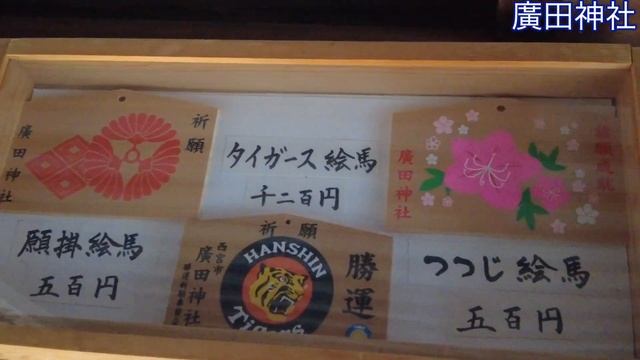 廣田神社
祈願
廣田神社
願掛絵馬
五百円
タイガース絵馬
千二百円
祈願
西宮市
廣田神社
HANSHIN
Tigers
勝運
廣田神社
つつじ絵馬
五百円